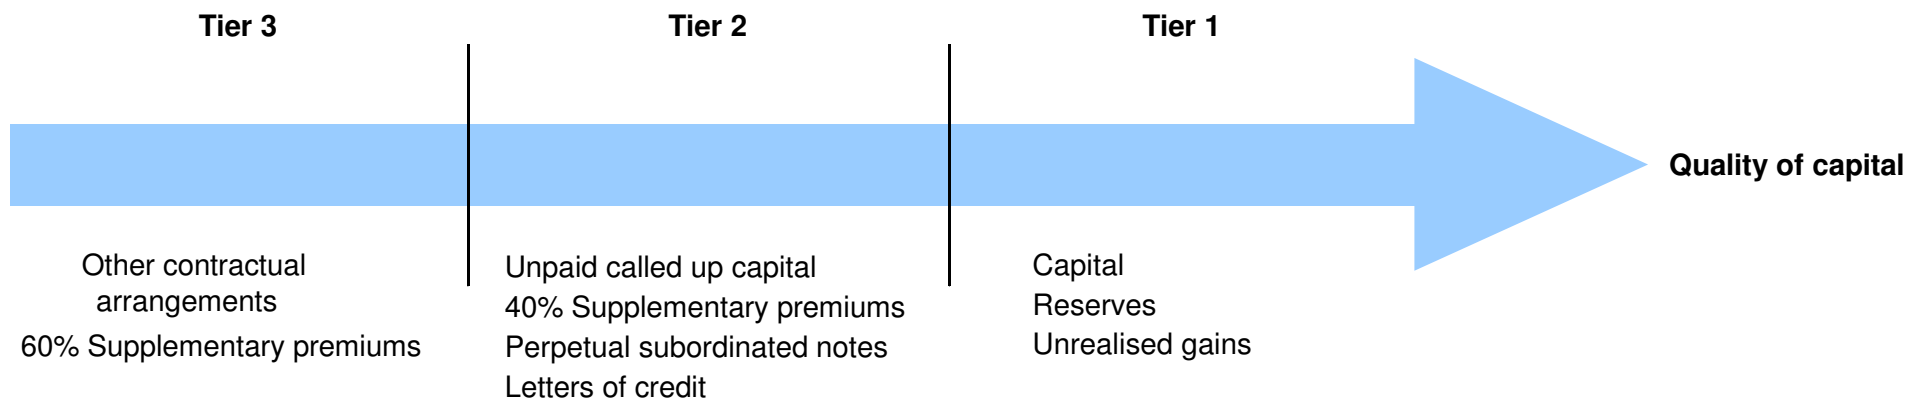 Tier 3
Tier 2
Tier 1
Quality of capital
Other contractual
arrangements
60% Supplementary premiums
Unpaid called up capital
40% Supplementary premiums
Perpetual subordinated notes
Letters of credit
Capital
Reserves
Unrealised gains